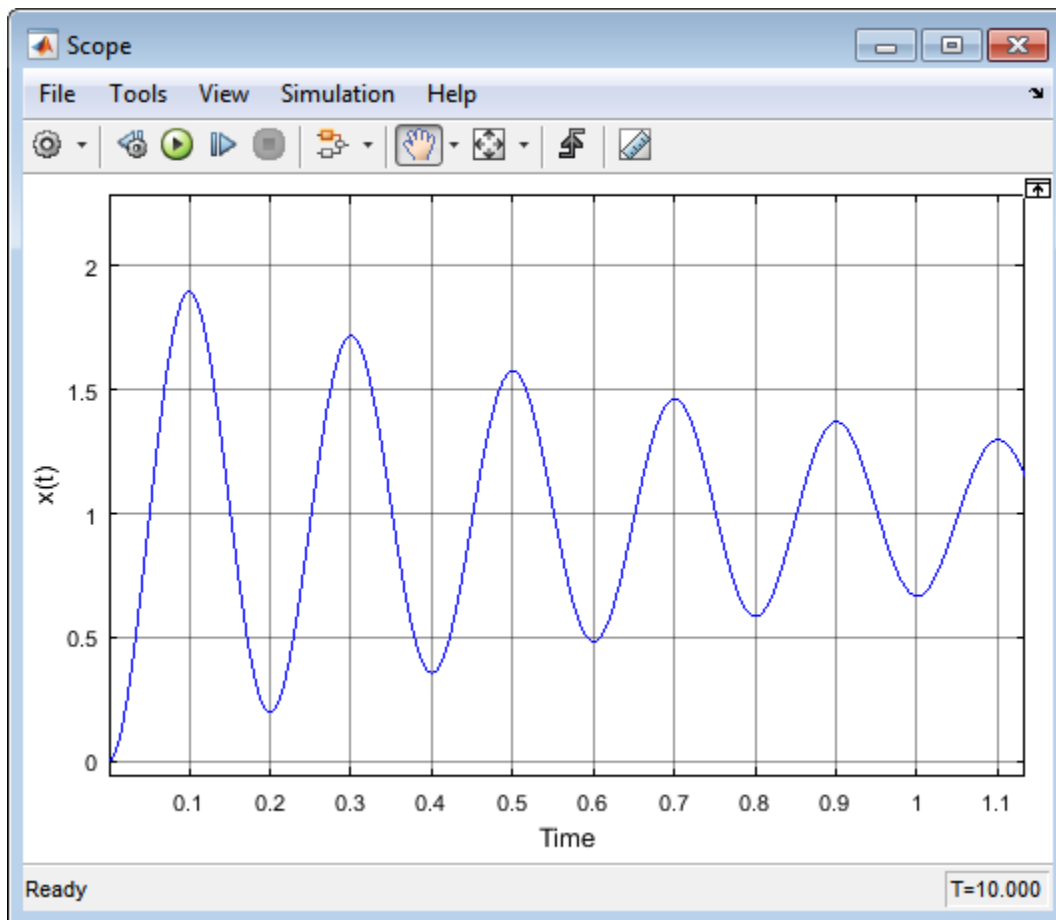 Scope
File Tools View Simulation Help
2
1.5
1
0.5
0
x(t)
0.1 0.2 0.3 0.4 0.5 0.6 0.7 0.8 0.9 1 1.1
Time
Ready T=10.000